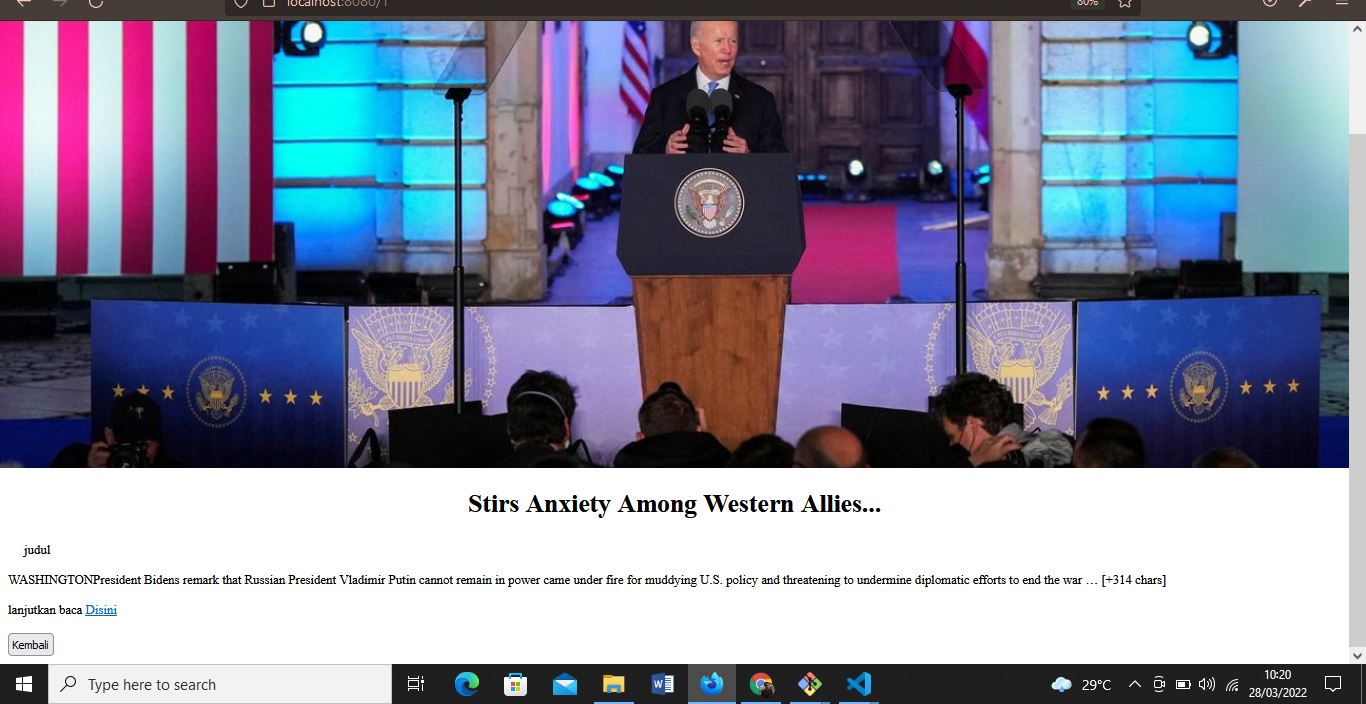 localhost:8080/1
80%
Stirs Anxiety Among Western Allies...
judul
WASHINGTONPresident Bidens remark that Russian President Vladimir Putin cannot remain in power came under fire for muddying U.S. policy and threatening to undermine diplomatic efforts to end the war … [+314 chars]
lanjutkan baca Disini
Kembali
Type here to search
29°C
10:20
28/03/2022